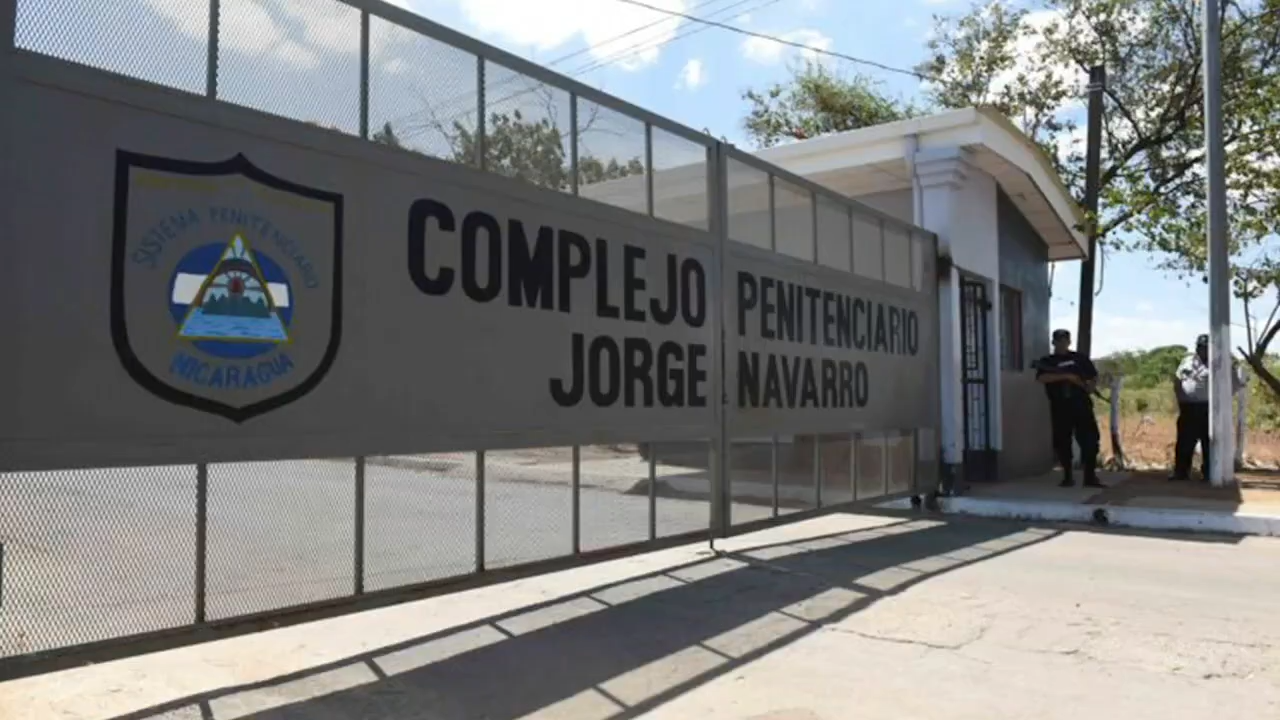 SISTEMA PENITENCIARIO
NICARAGUA
COMPLEJO PENITENCIARIO
JORGE NAVARRO